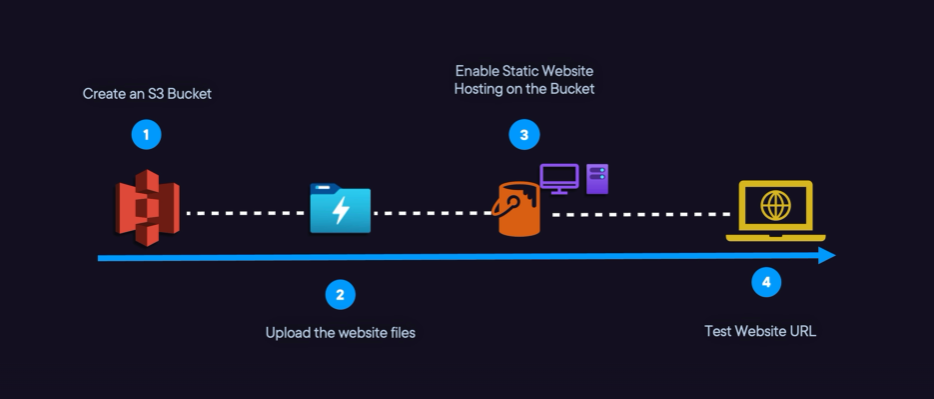 Create an S3 Bucket
1
2
Upload the website files
Enable Static Website
Hosting on the Bucket
3
4
Test Website URL